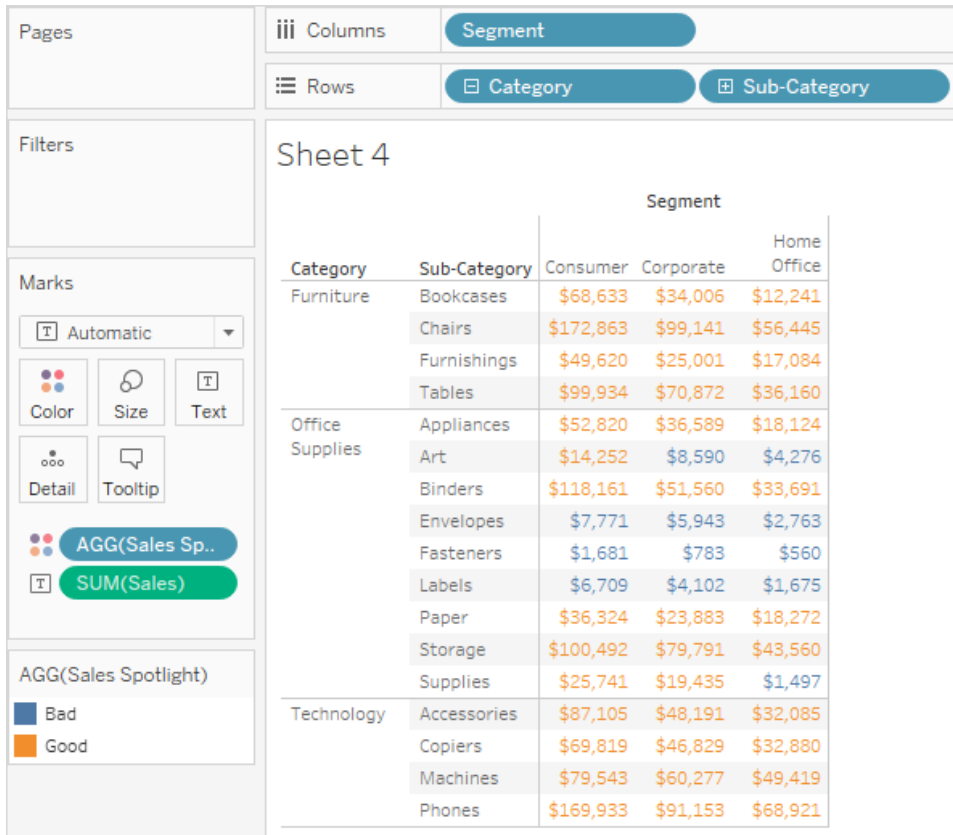 Pages
Columns Segment
Rows Category Sub-Category
Filters
Sheet 4
Segment
Category Sub-Category Consumer Corporate Home Office
Marks
Automatic
Color Size Text
Detail Tooltip
AGG(Sales Sp..
SUM(Sales)
AGG(Sales Spotlight)
Bad
Good
Furniture Bookcases $68,633 $34,006 $12,241
Chairs $172,863 $99,141 $56,445
Furnishings $49,620 $25,001 $17,084
Tables $99,934 $70,872 $36,160
Office Supplies Appliances $52,820 $36,589 $18,124
Art $14,252 $8,590 $4,276
Binders $118,161 $51,560 $33,691
Envelopes $7,771 $5,943 $2,763
Fasteners $1,681 $783 $560
Labels $6,709 $4,102 $1,675
Paper $36,324 $23,883 $18,272
Storage $100,492 $79,791 $43,560
Supplies $25,741 $19,435 $1,497
Technology Accessories $87,105 $48,191 $32,085
Copiers $69,819 $46,829 $32,880
Machines $79,543 $60,277 $49,419
Phones $169,933 $91,153 $68,921